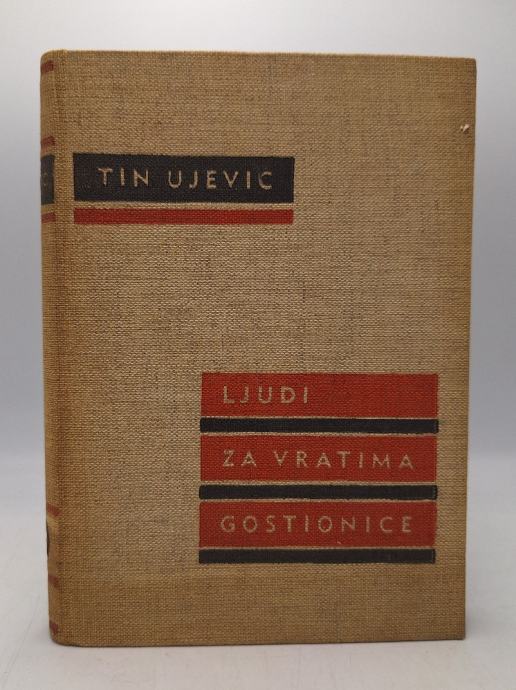 TIN UJEVIC
LJUDI
ZA VRATIMA
GOSTIONICE